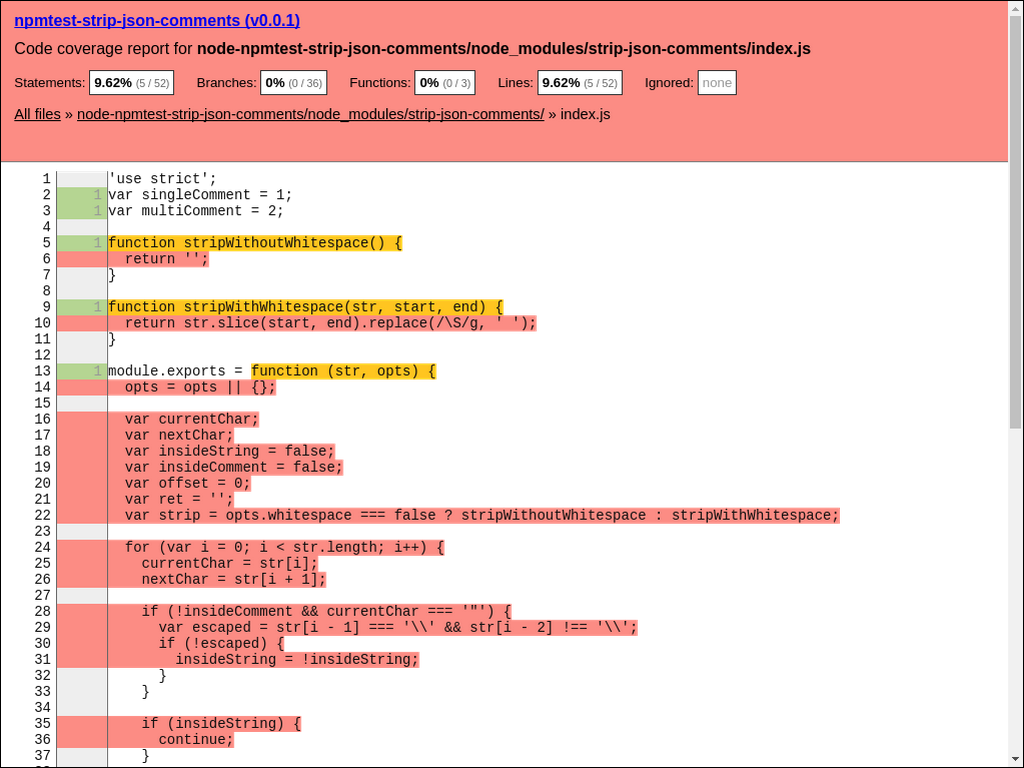 npmtest-strip-json-comments (v0.0.1)
Code coverage report for node-npmtest-strip-json-comments/node_modules/strip-json-comments/index.js
Statements: 9.62% (5 / 52) Branches: 0% (0 / 36) Functions: 0% (0 / 3) Lines: 9.62% (5 / 52) Ignored: none
All files » node-npmtest-strip-json-comments/node_modules/strip-json-comments/ » index.js
1 'use strict';
2 1 var singleComment = 1;
3 1 var multiComment = 2;
4
5 1 function stripWithoutWhitespace() {
6   return '';
7 }
8
9 1 function stripWithWhitespace(str, start, end) {
10   return str.slice(start, end).replace(/\S/g, ' ');
11 }
12
13 1 module.exports = function (str, opts) {
14   opts = opts || {};
15
16   var currentChar;
17   var nextChar;
18   var insideString = false;
19   var insideComment = false;
20   var offset = 0;
21   var ret = '';
22   var strip = opts.whitespace === false ? stripWithoutWhitespace : stripWithWhitespace;
23
24   for (var i = 0; i < str.length; i++) {
25     currentChar = str[i];
26     nextChar = str[i + 1];
27
28     if (!insideComment && currentChar === '"') {
29       var escaped = str[i - 1] === '\\' && str[i - 2] !== '\\';
30       if (!escaped) {
31         insideString = !insideString;
32       }
33     }
34
35     if (insideString) {
36       continue;
37     }